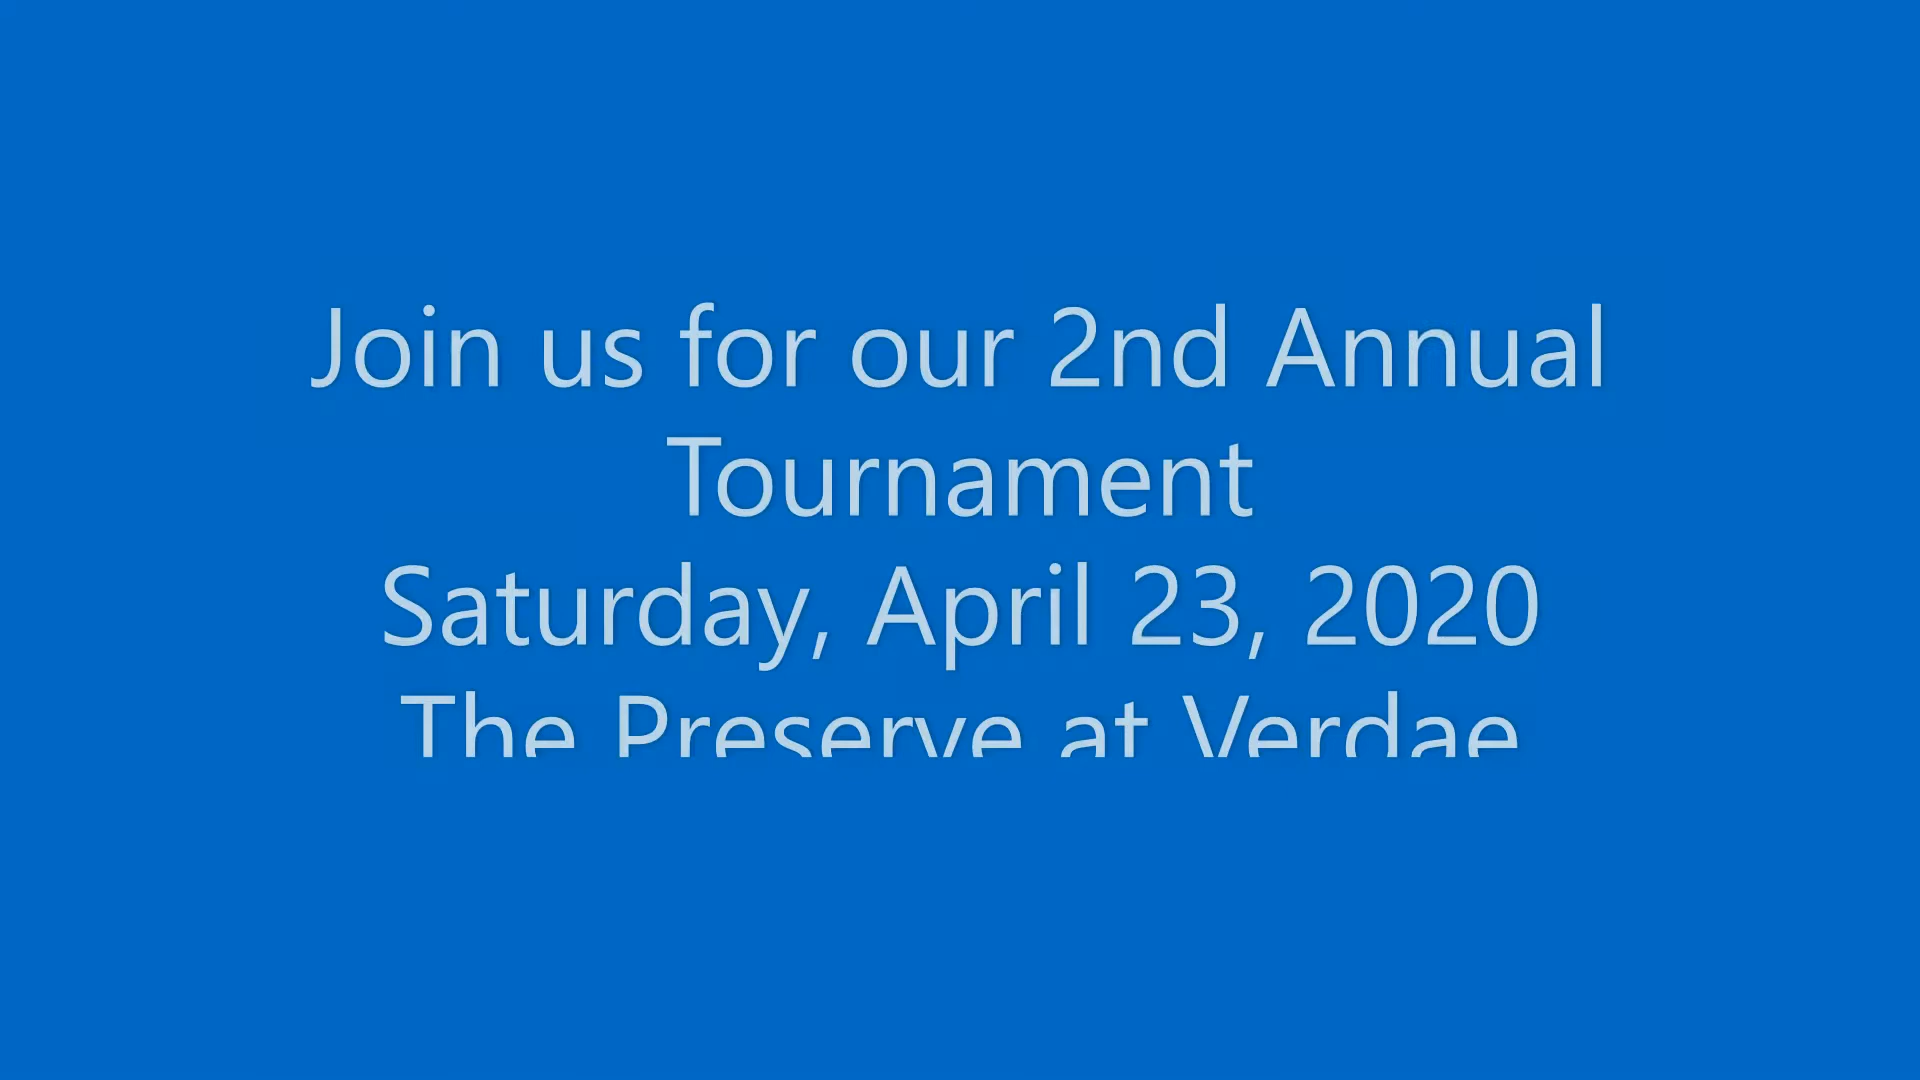 Join us for our 2nd Annual
Tournament
Saturday, April 23, 2020
The Preserve at Verdae